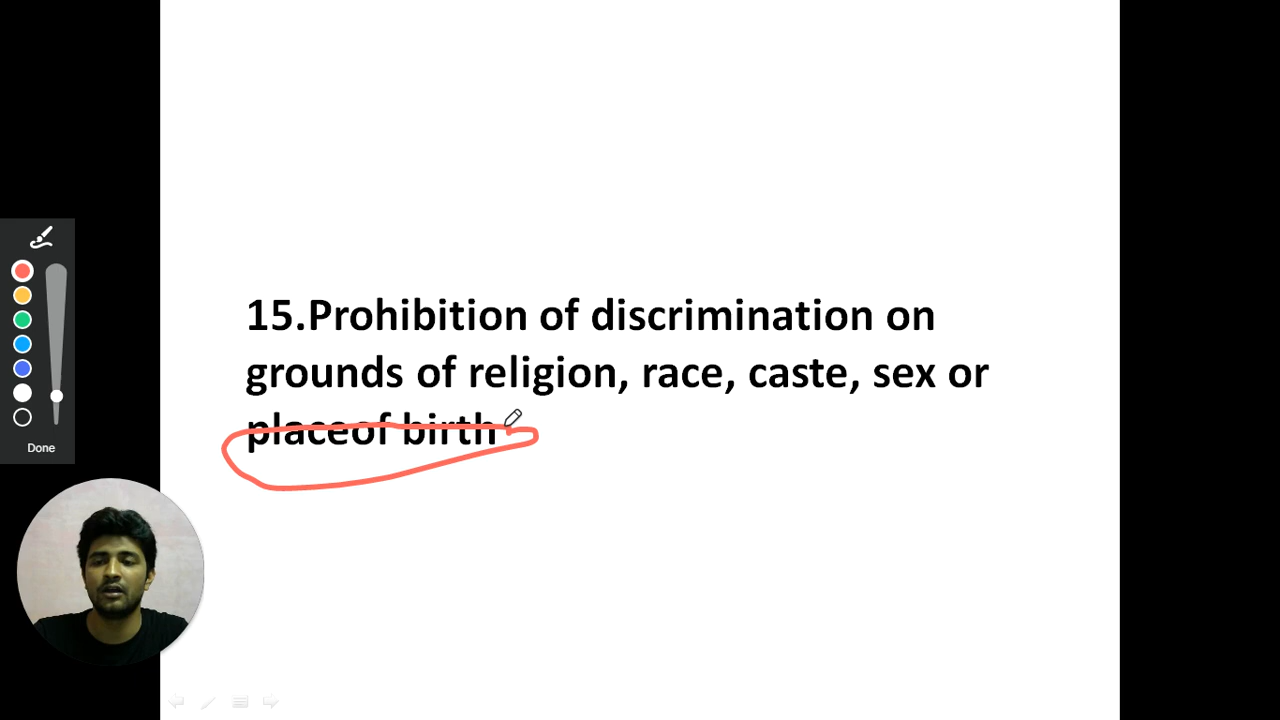 15.Prohibition of discrimination on
grounds of religion, race, caste, sex or
placeof birth
Done